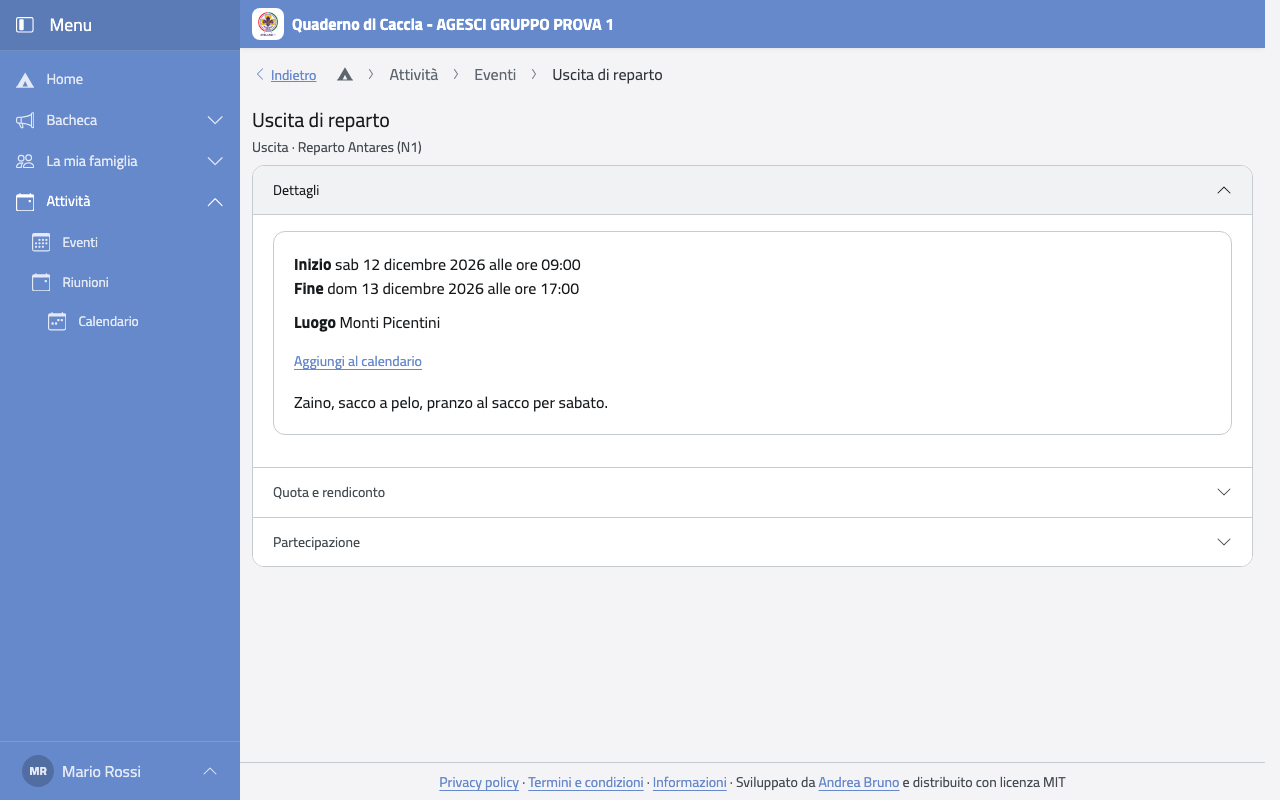 Menu
Home
Bacheca
La mia famiglia
Attività
Eventi
Riunioni
Calendario
MR Mario Rossi
Quaderno di Caccia - AGESCI GRUPPO PROVA 1
Indietro Attività Eventi Uscita di reparto
Uscita di reparto
Uscita · Reparto Antares (N1)
Dettagli
Inizio sab 12 dicembre 2026 alle ore 09:00
Fine dom 13 dicembre 2026 alle ore 17:00
Luogo Monti Picentini
Aggiungi al calendario
Zaino, sacco a pelo, pranzo al sacco per sabato.
Quota e rendiconto
Partecipazione
Privacy policy · Termini e condizioni · Informazioni · Sviluppato da Andrea Bruno e distribuito con licenza MIT